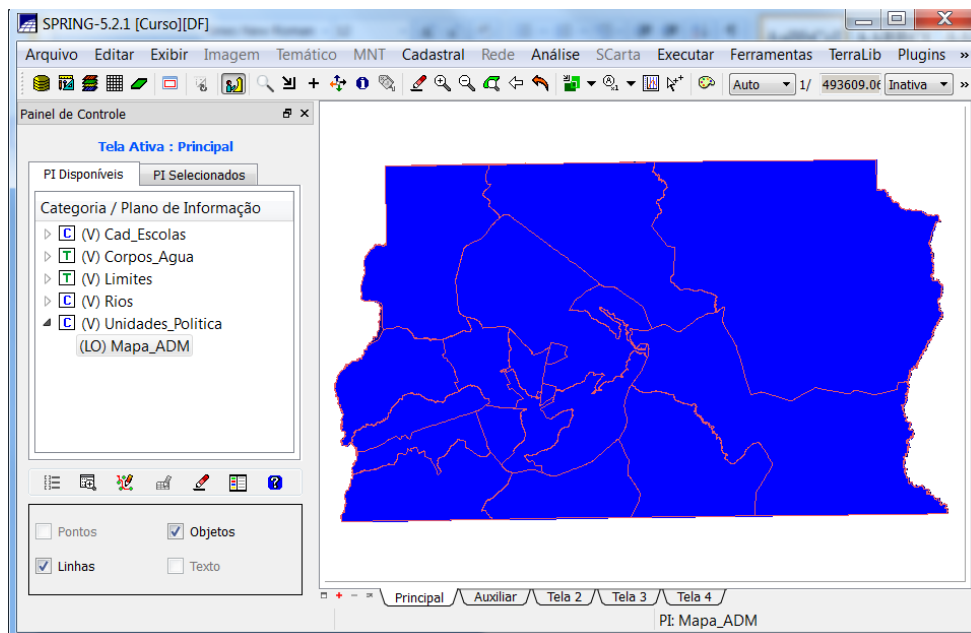 SPRING-5.2.1 [Curso][DF]
Arquivo Editar Exibir Imagem Temático MNT Cadastral Rede Análise SCarta Executar Ferramentas TerraLib Plugins »
Auto 1/ 493609.06 Inativa »
Painel de Controle
Tela Ativa : Principal
PI Disponíveis PI Selecionados
Categoria / Plano de Informação
C (V) Cad_Escolas
T (V) Corpos_Agua
T (V) Limites
C (V) Rios
C (V) Unidades_Politica
(LO) Mapa_ADM
Pontos Objetos
Linhas Texto
Principal Auxiliar Tela 2 Tela 3 Tela 4
PI: Mapa_ADM